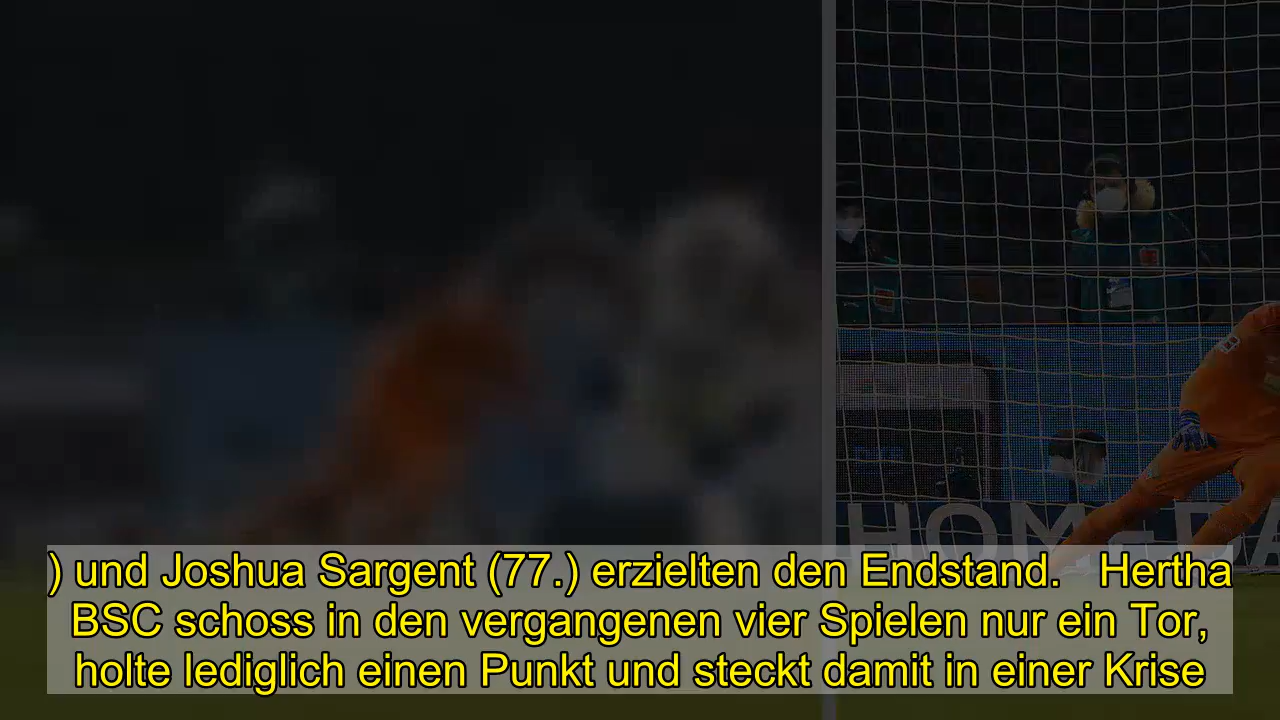 HOMEDA
) und Joshua Sargent (77.) erzielten den Endstand.   Hertha
BSC schoss in den vergangenen vier Spielen nur ein Tor,
holte lediglich einen Punkt und steckt damit in einer Krise